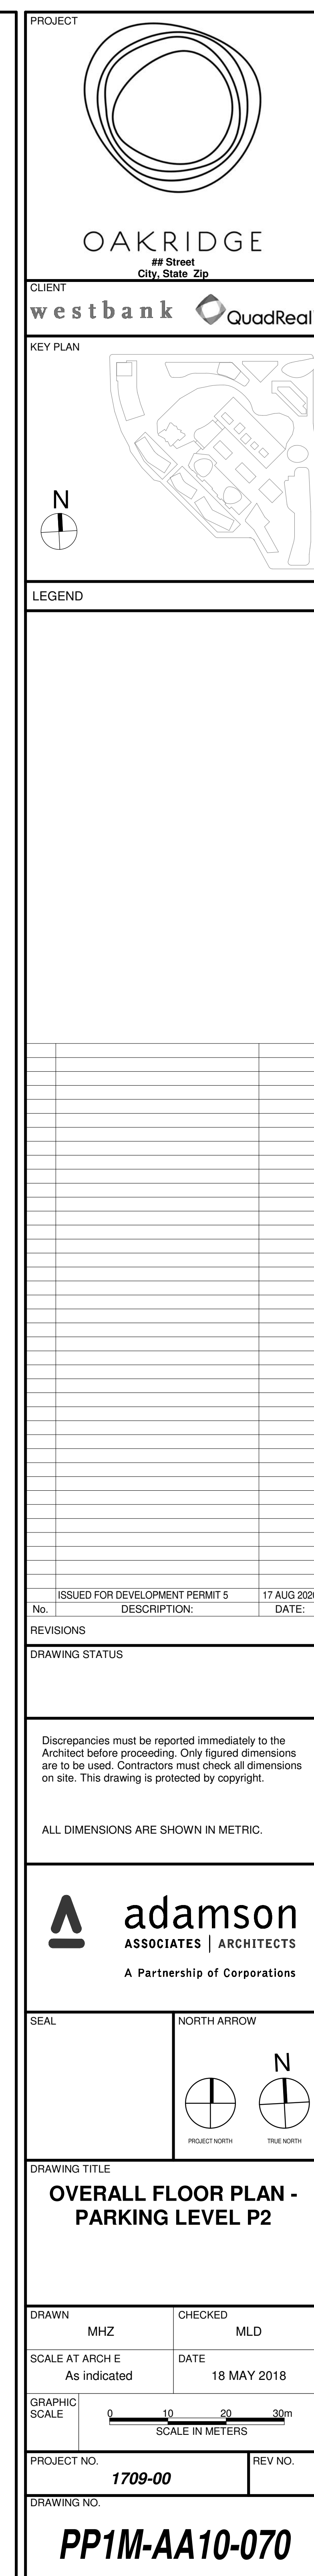 PROJECT
OAKRIDGE
## Street
City, State Zip
CLIENT
westbank
QuadReal
KEY PLAN
N
LEGEND
ISSUED FOR DEVELOPMENT PERMIT 5 17 AUG 2020
No. DESCRIPTION: DATE:
REVISIONS
DRAWING STATUS
Discrepancies must be reported immediately to the
Architect before proceeding. Only figured dimensions
are to be used. Contractors must check all dimensions
on site. This drawing is protected by copyright.
ALL DIMENSIONS ARE SHOWN IN METRIC.
adamson
ASSOCIATES | ARCHITECTS
A Partnership of Corporations
SEAL
NORTH ARROW
N
PROJECT NORTH
TRUE NORTH
DRAWING TITLE
OVERALL FLOOR PLAN -
PARKING LEVEL P2
DRAWN
MHZ
CHECKED
MLD
SCALE AT ARCH E
As indicated
DATE
18 MAY 2018
GRAPHIC
SCALE
0 10 20 30m
SCALE IN METERS
PROJECT NO.
1709-00
REV NO.
DRAWING NO.
PP1M-AA10-070